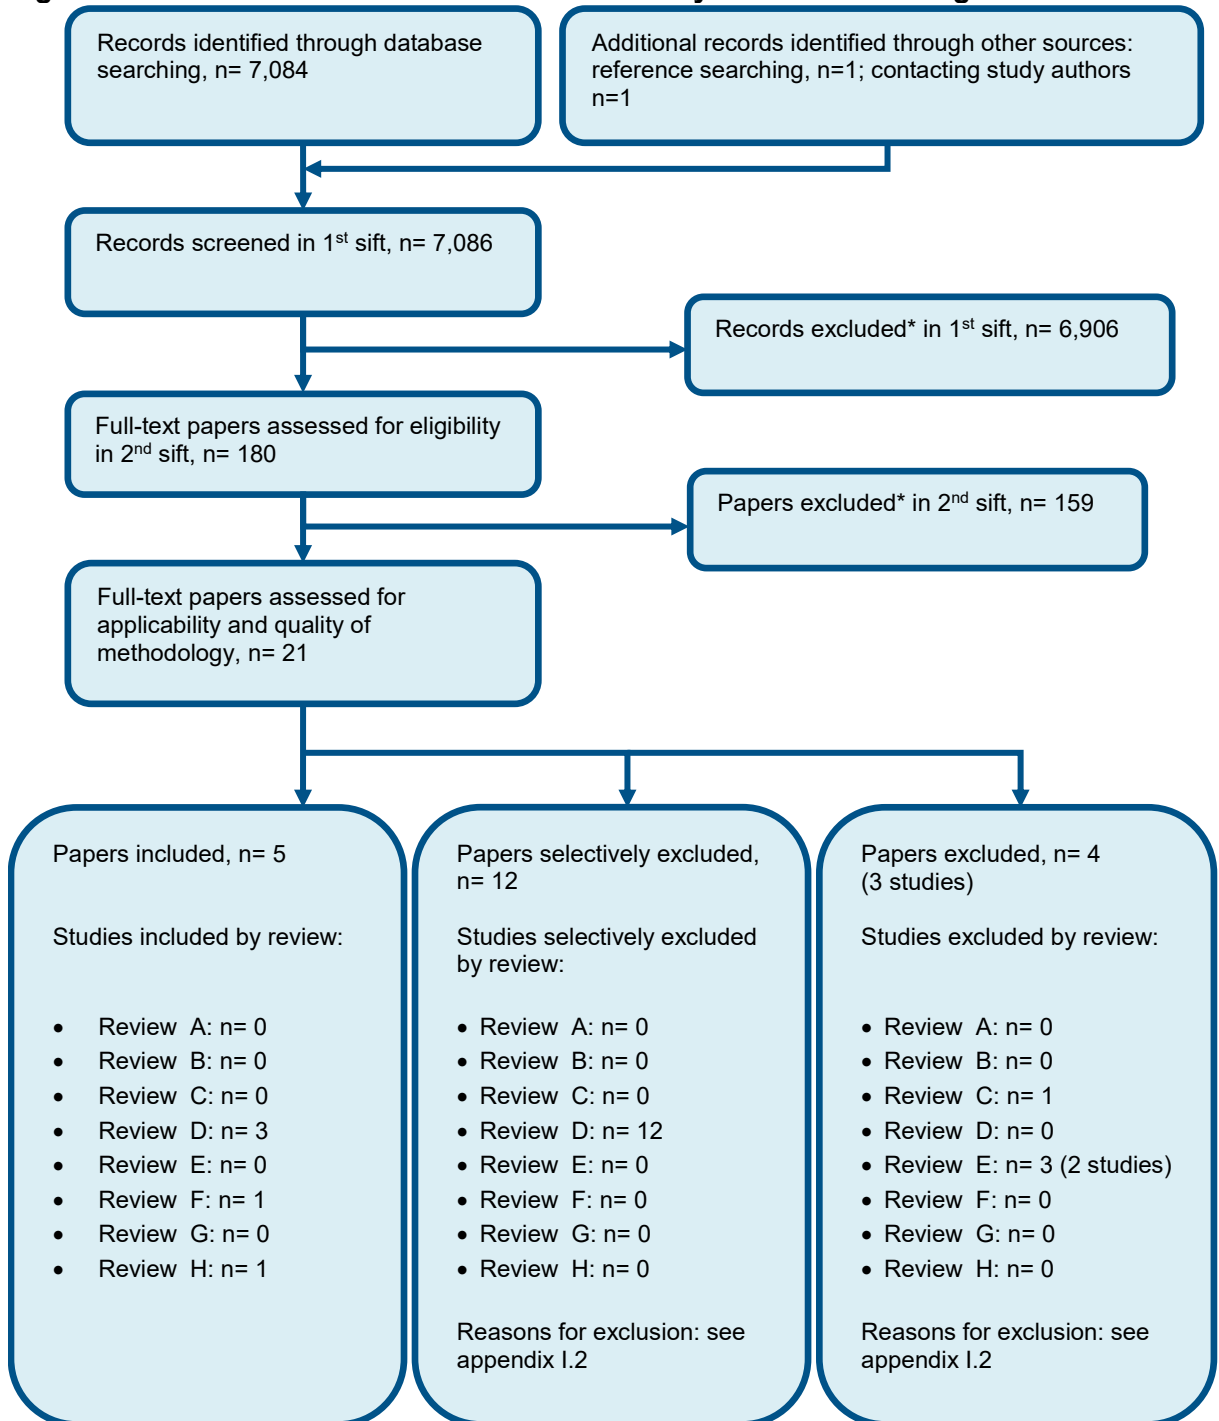 Records identified through database
searching, n= 7,084
Additional records identified through other sources:
reference searching, n=1; contacting study authors
n=1
Records screened in 1st sift, n= 7,086
Records excluded* in 1st sift, n= 6,906
Full-text papers assessed for eligibility
in 2nd sift, n= 180
Papers excluded* in 2nd sift, n= 159
Full-text papers assessed for
applicability and quality of
methodology, n= 21
Papers included, n= 5
Studies included by review:
• Review A: n= 0
• Review B: n= 0
• Review C: n= 0
• Review D: n= 3
• Review E: n= 0
• Review F: n= 1
• Review G: n= 0
• Review H: n= 1
Papers selectively excluded,
n= 12
Studies selectively excluded
by review:
• Review A: n= 0
• Review B: n= 0
• Review C: n= 0
• Review D: n= 12
• Review E: n= 0
• Review F: n= 0
• Review G: n= 0
• Review H: n= 0
Reasons for exclusion: see
appendix I.2
Papers excluded, n= 4
(3 studies)
Studies excluded by review:
• Review A: n= 0
• Review B: n= 0
• Review C: n= 1
• Review D: n= 0
• Review E: n= 3 (2 studies)
• Review F: n= 0
• Review G: n= 0
• Review H: n= 0
Reasons for exclusion: see
appendix I.2